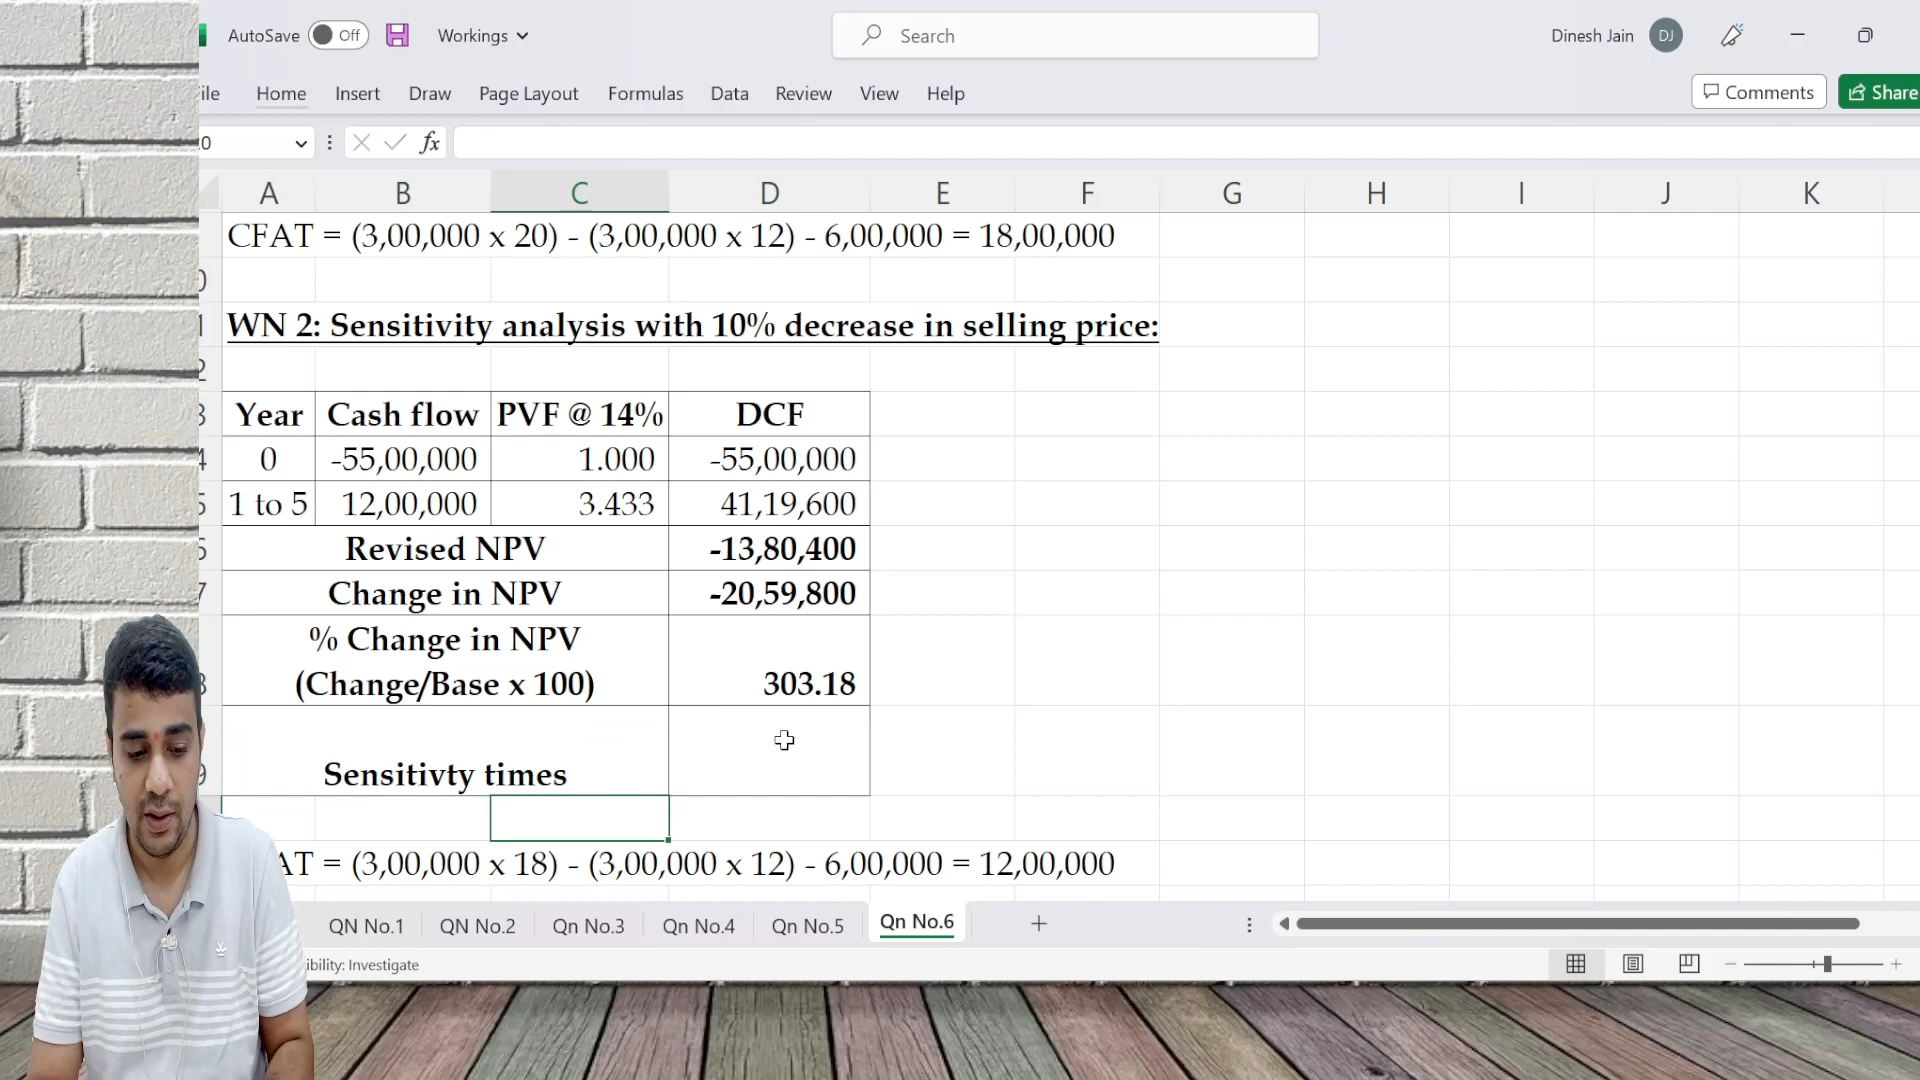 AutoSave Off Workings Search Dinesh Jain DJ
ile Home Insert Draw Page Layout Formulas Data Review View Help Comments Share
0 fx
A B C D E F G H I J K
CFAT = (3,00,000 x 20) - (3,00,000 x 12) - 6,00,000 = 18,00,000
WN 2: Sensitivity analysis with 10% decrease in selling price:
Year Cash flow PVF @ 14% DCF
0 -55,00,000 1.000 -55,00,000
1 to 5 12,00,000 3.433 41,19,600
Revised NPV -13,80,400
Change in NPV -20,59,800
% Change in NPV
(Change/Base x 100) 303.18
Sensitivty times
AT = (3,00,000 x 18) - (3,00,000 x 12) - 6,00,000 = 12,00,000
QN No.1 QN No.2 Qn No.3 Qn No.4 Qn No.5 Qn No.6
ibility: Investigate